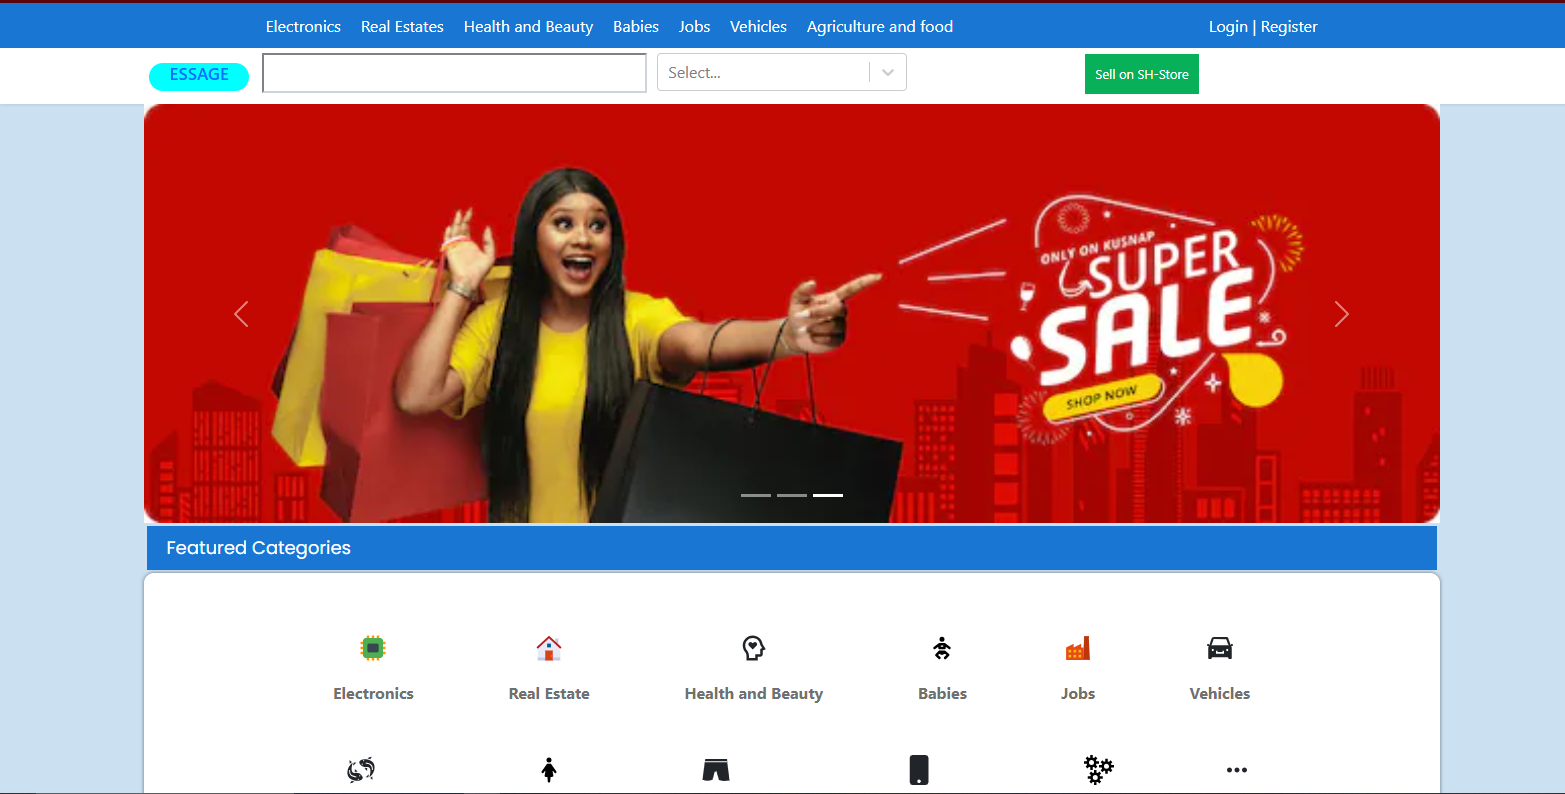 Electronics Real Estates Health and Beauty Babies Jobs Vehicles Agriculture and food Login | Register
ESSAGE Select... Sell on SH-Store
ONLY ON KUSNAP
SUPER
SALE
SHOP NOW
Featured Categories
Electronics Real Estate Health and Beauty Babies Jobs Vehicles